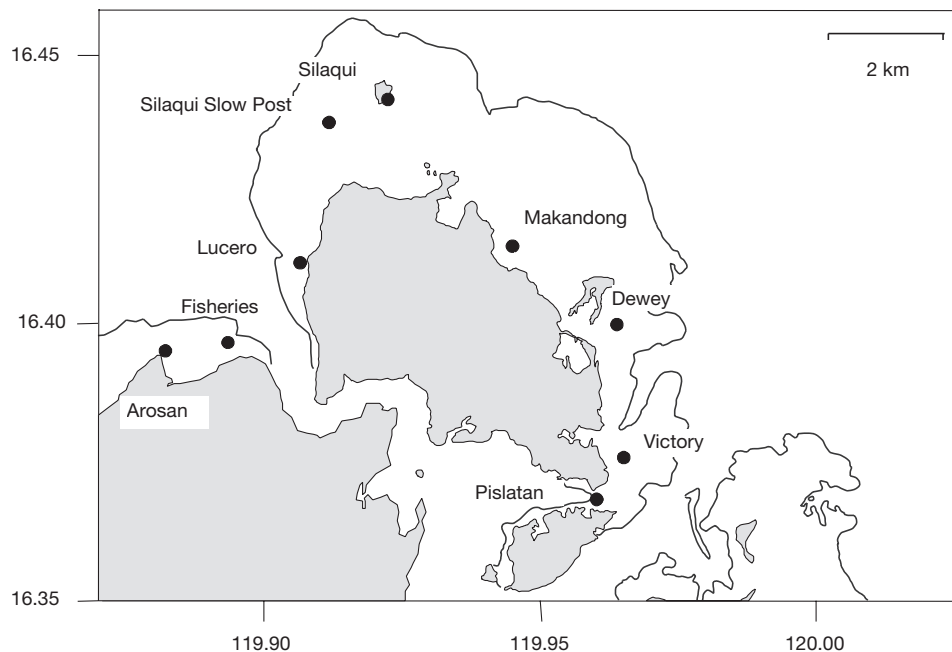 16.45
2 km
Silaqui
Silaqui Slow Post
Makandong
Lucero
Fisheries
Dewey
16.40
Arosan
Victory
Pislatan
16.35
119.90
119.95
120.00